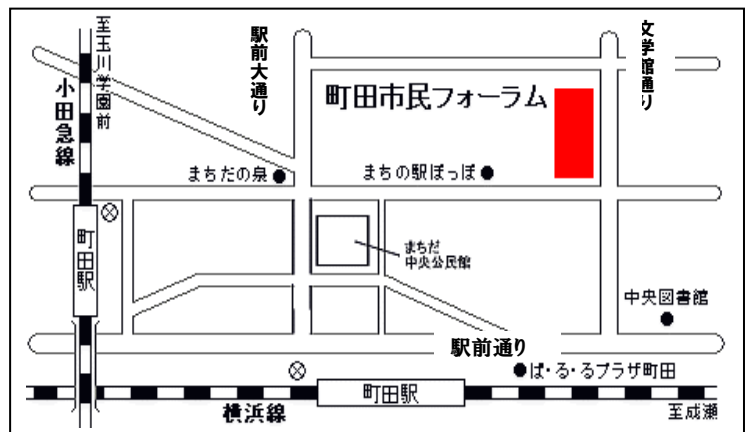 至玉川学園前
小田急線
駅前大通り
文学館通り
町田市民フォーラム
まちだの泉
まちの駅ぽっぽ
町田駅
まちだ
中央公民館
中央図書館
駅前通り
ぱ・る・るプラザ町田
町田駅
横浜線
至成瀬